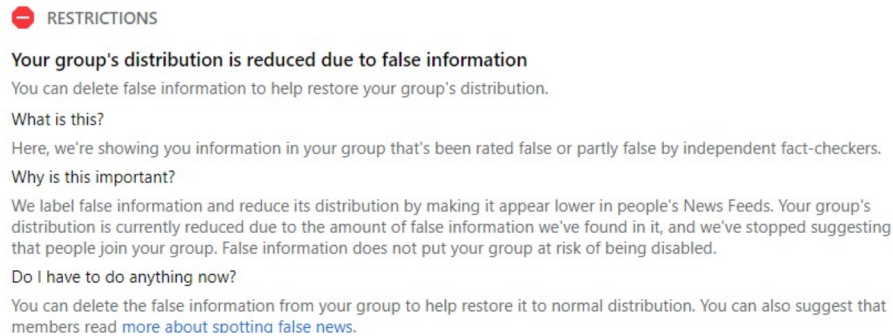 RESTRICTIONS
Your group's distribution is reduced due to false information
You can delete false information to help restore your group's distribution.
What is this?
Here, we're showing you information in your group that's been rated false or partly false by independent fact-checkers.
Why is this important?
We label false information and reduce its distribution by making it appear lower in people's News Feeds. Your group's
distribution is currently reduced due to the amount of false information we've found in it, and we've stopped suggesting
that people join your group. False information does not put your group at risk of being disabled.
Do I have to do anything now?
You can delete the false information from your group to help restore it to normal distribution. You can also suggest that
members read more about spotting false news.